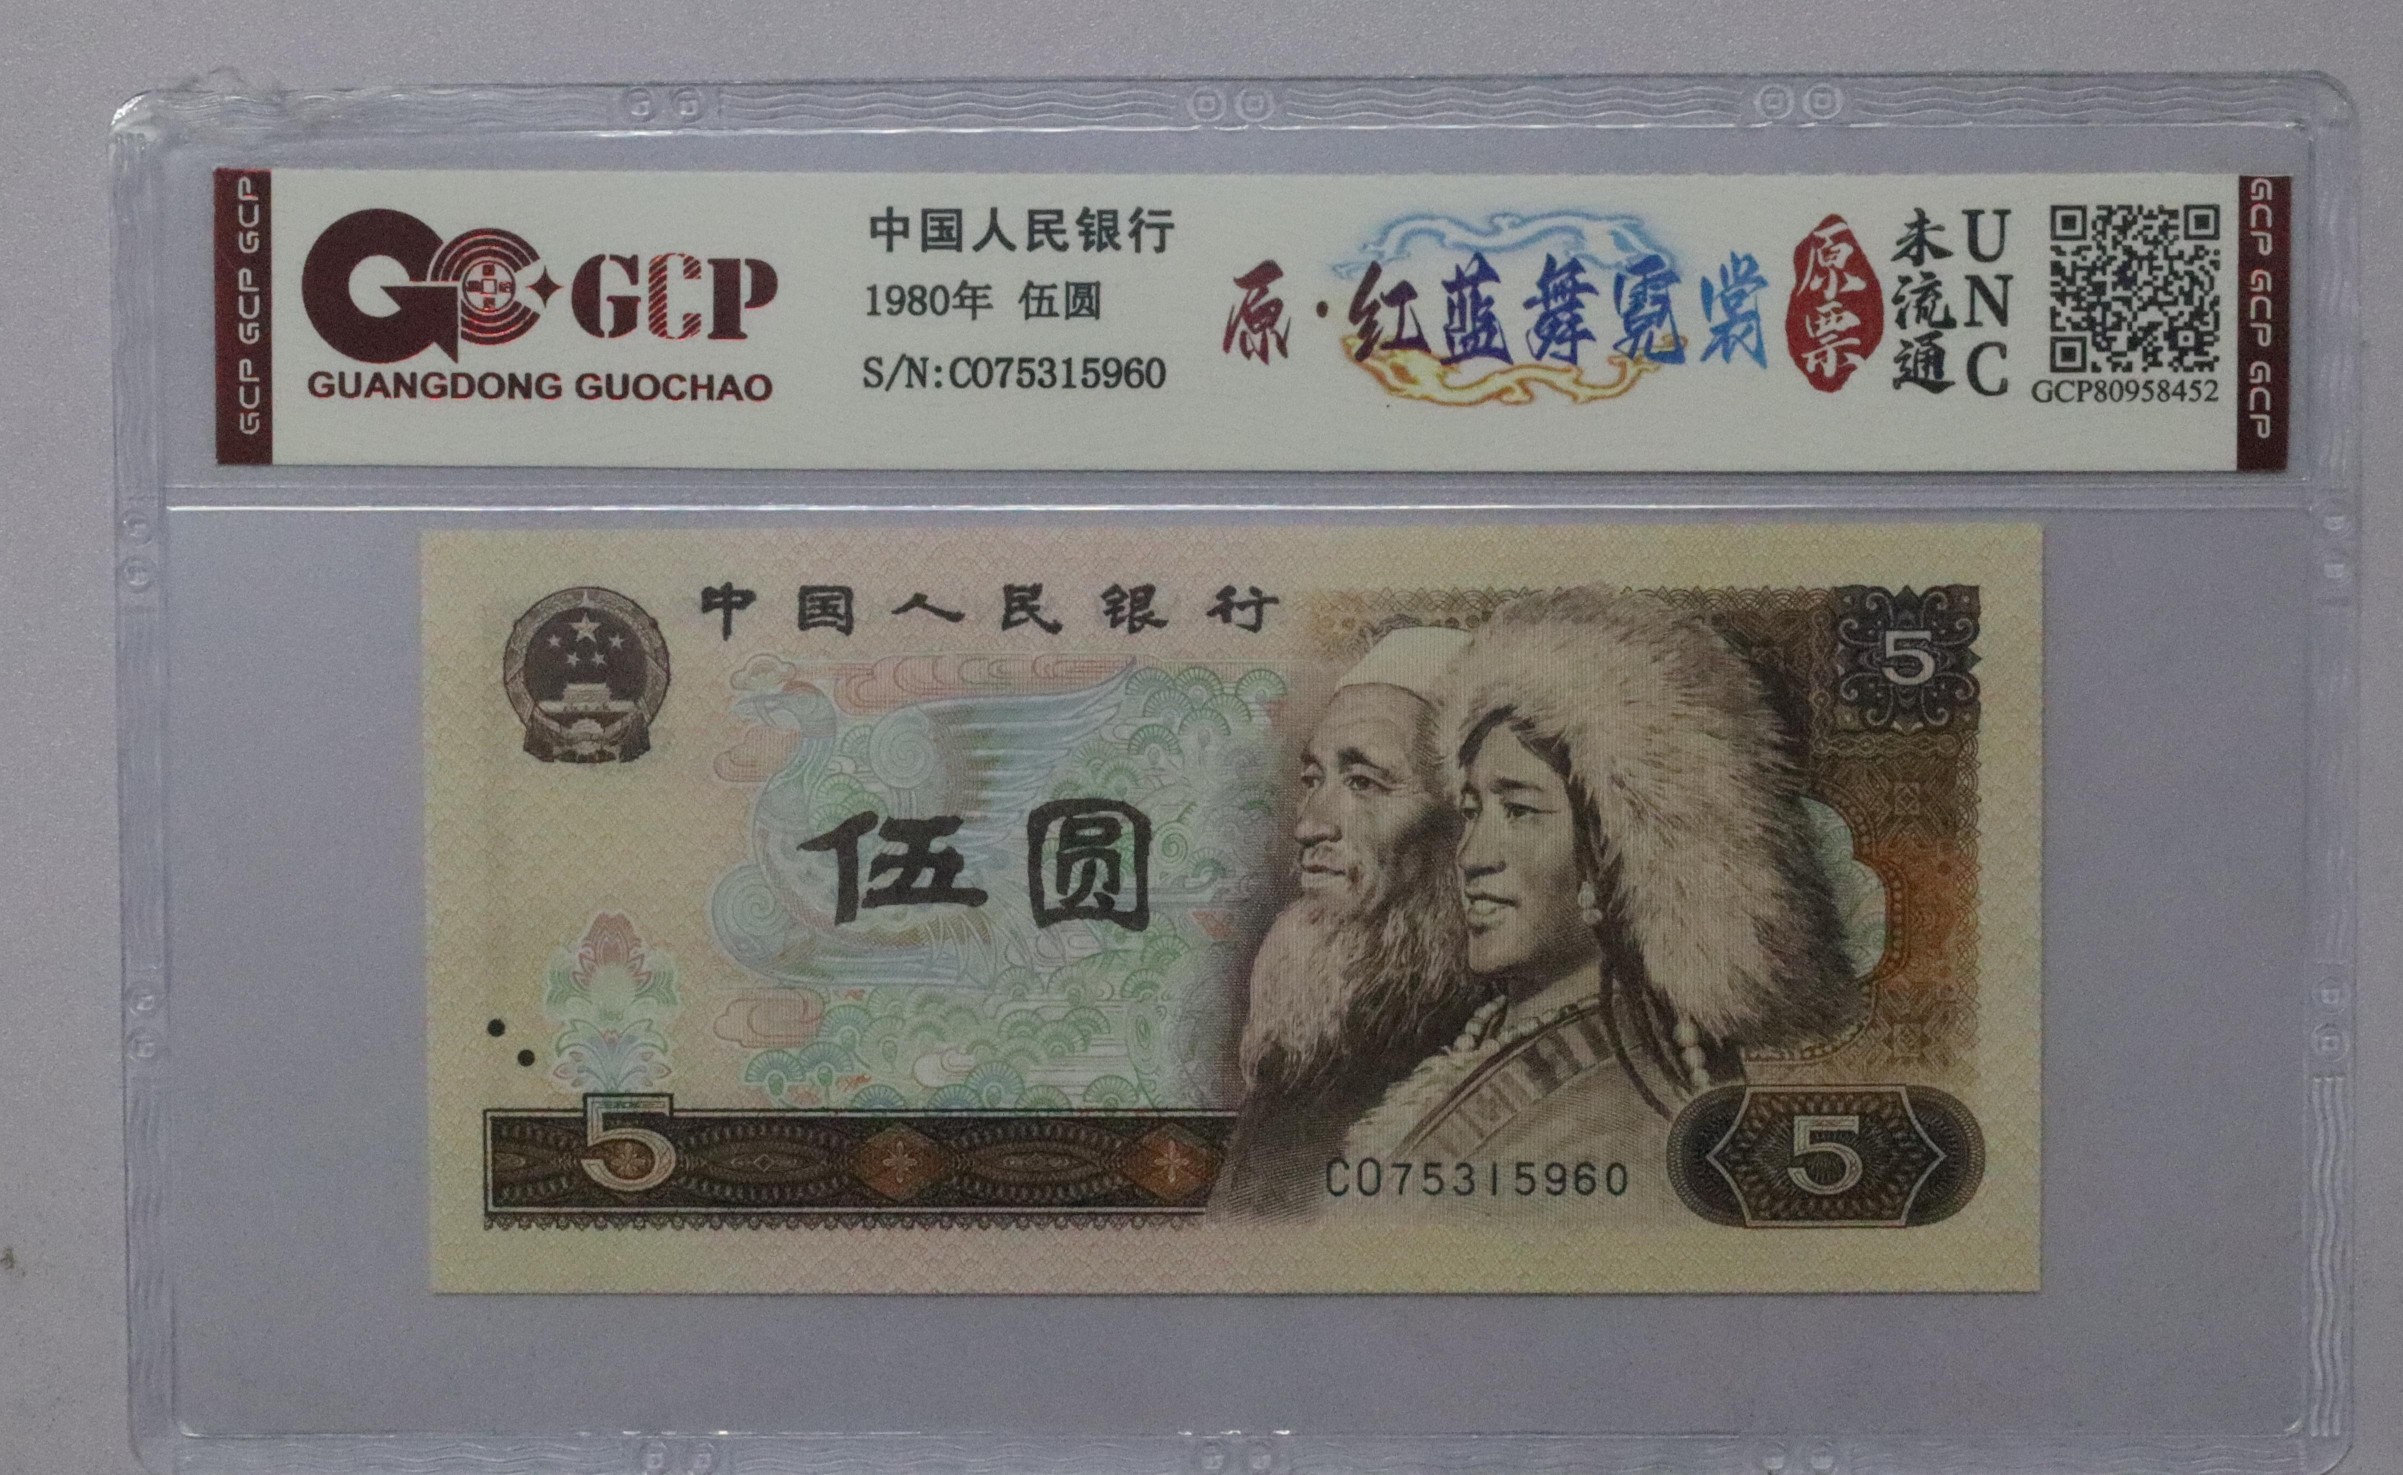 GCP GCP GCP
GCP
GUANGDONG GUOCHAO
中国人民银行
1980年 伍圆
S/N:CO75315960
原·红蓝舞霓裳
原票
未流通
UNC
GCP80958452
GCP GCP GCP
中国人民银行
5
伍圆
5
CO75315960
5